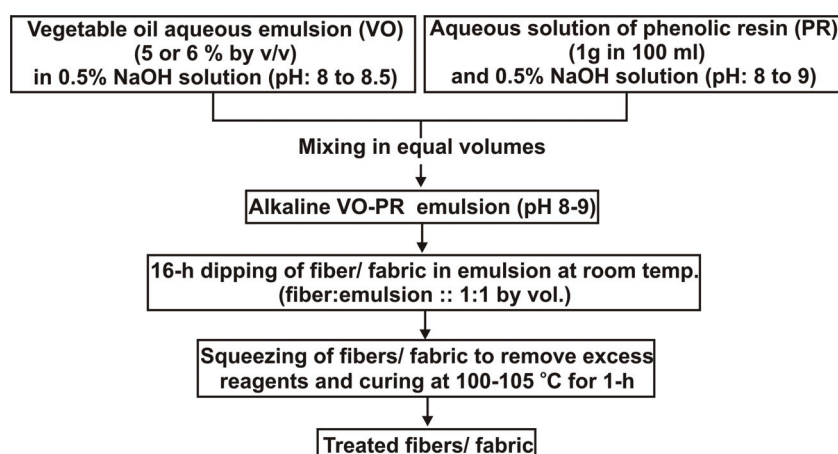 Vegetable oil aqueous emulsion (VO)
(5 or 6 % by v/v)
in 0.5% NaOH solution (pH: 8 to 8.5)
Aqueous solution of phenolic resin (PR)
(1g in 100 ml)
and 0.5% NaOH solution (pH: 8 to 9)
Mixing in equal volumes
Alkaline VO-PR emulsion (pH 8-9)
16-h dipping of fiber/ fabric in emulsion at room temp.
(fiber:emulsion :: 1:1 by vol.)
Squeezing of fibers/ fabric to remove excess
reagents and curing at 100-105 °C for 1-h
Treated fibers/ fabric